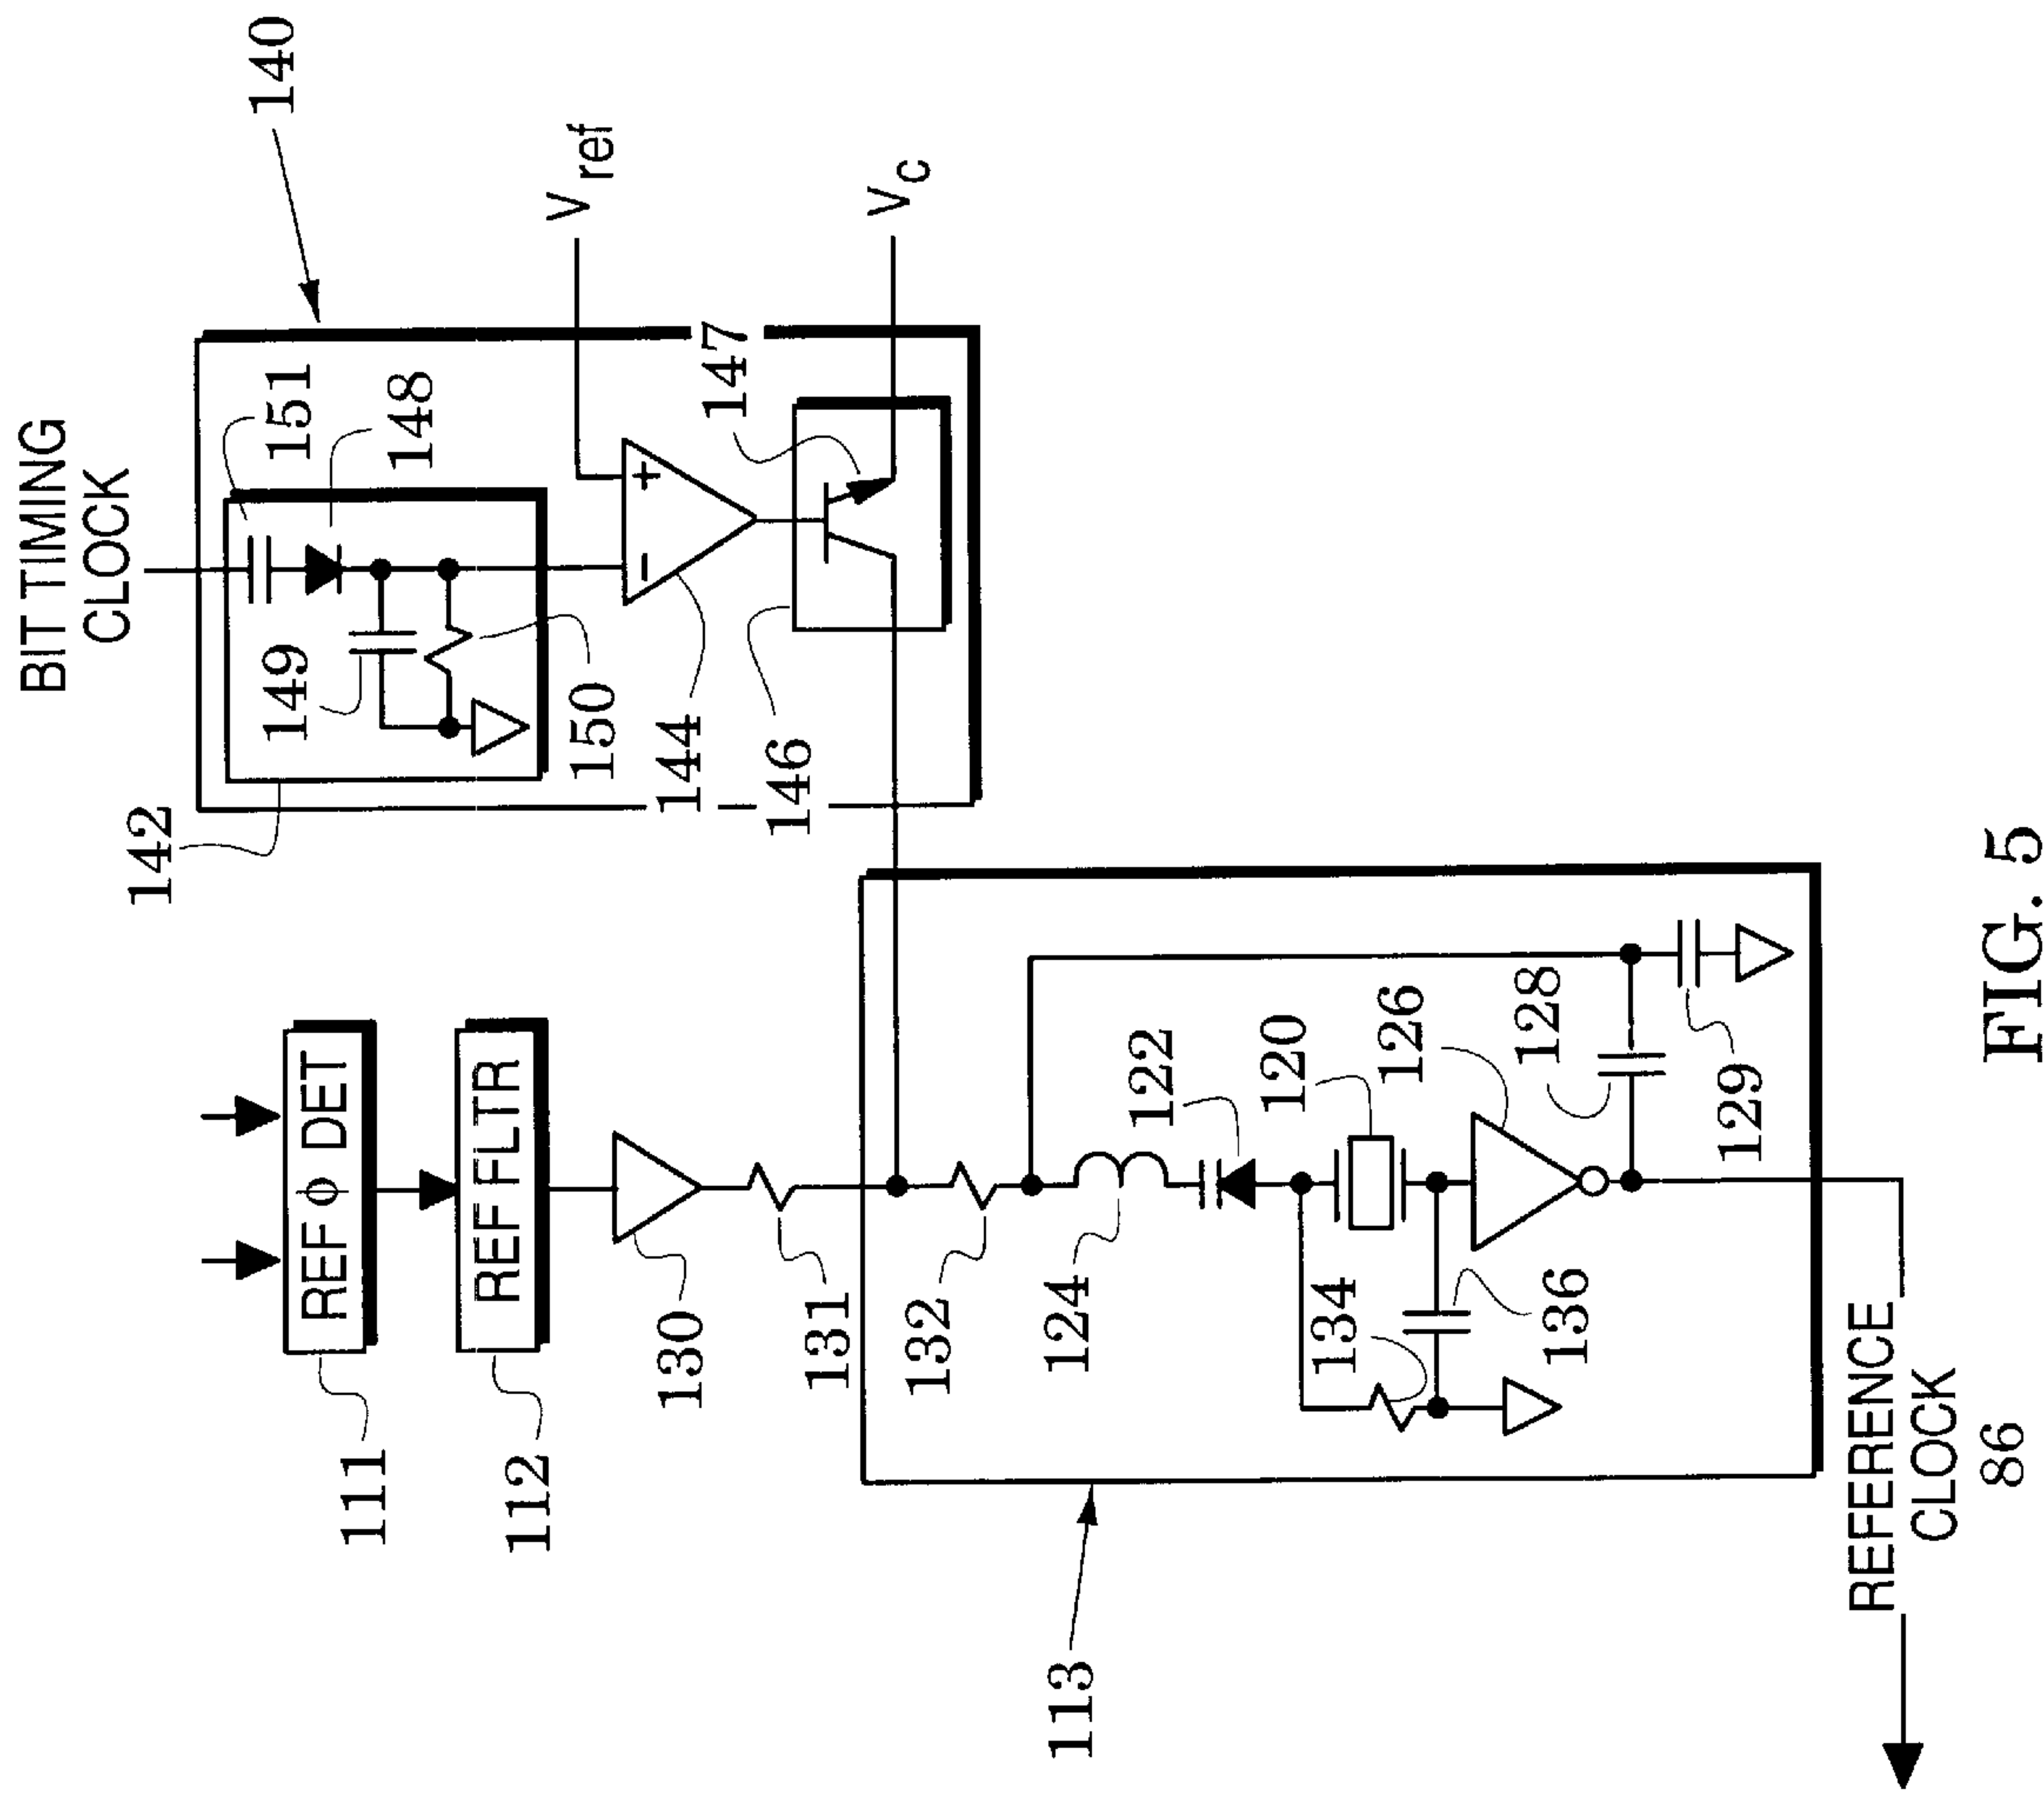 BIT TIMING
CLOCK
140
151
148
149
150
142
V ref
147
Vc
144
146
REF ϕ DET
111
REF FLTR
112
130
131
132
124
122
120
126
128
129
134
136
113
REFERENCE
CLOCK
86
FIG. 5
+
-